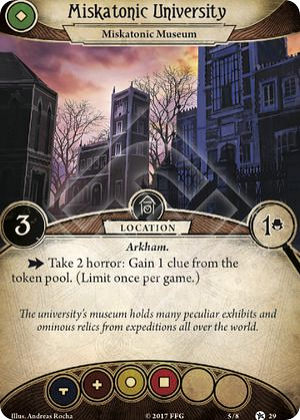 Miskatonic University
Miskatonic Museum
3
LOCATION
1
Arkham.
Take 2 horror: Gain 1 clue from the
token pool. (Limit once per game.)
The university's museum holds many peculiar exhibits and
ominous relics from expeditions all over the world.
Illus. Andreas Rocha
© 2017 FFG
5/8
29